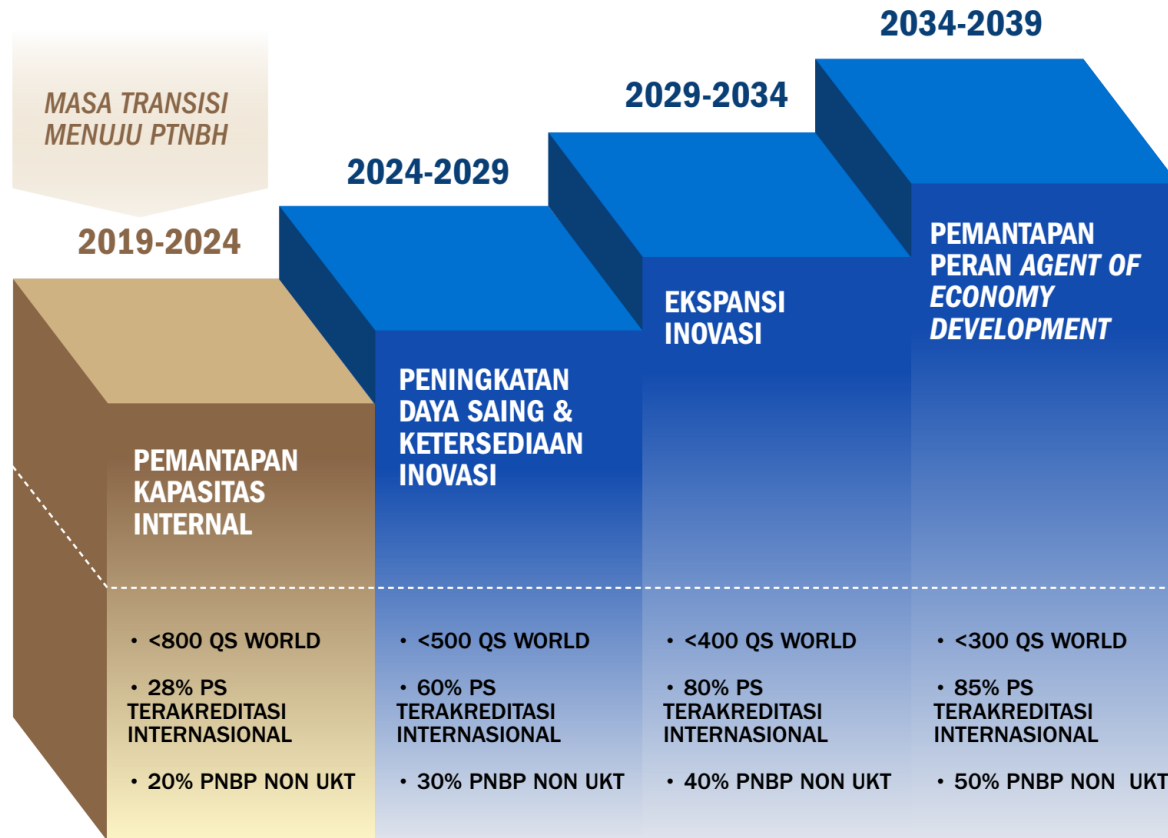 MASA TRANSISI
MENUJU PTNBH
2019-2024
PEMANTAPAN
KAPASITAS
INTERNAL
• <800 QS WORLD
• 28% PS
TERAKREDITASI
INTERNASIONAL
• 20% PNBP NON UKT
2024-2029
PENINGKATAN
DAYA SAING &
KETERSEDIAAN
INOVASI
• <500 QS WORLD
• 60% PS
TERAKREDITASI
INTERNASIONAL
• 30% PNBP NON UKT
2029-2034
EKSPANSI
INOVASI
• <400 QS WORLD
• 80% PS
TERAKREDITASI
INTERNASIONAL
• 40% PNBP NON UKT
2034-2039
PEMANTAPAN
PERAN AGENT OF
ECONOMY
DEVELOPMENT
• <300 QS WORLD
• 85% PS
TERAKREDITASI
INTERNASIONAL
• 50% PNBP NON UKT